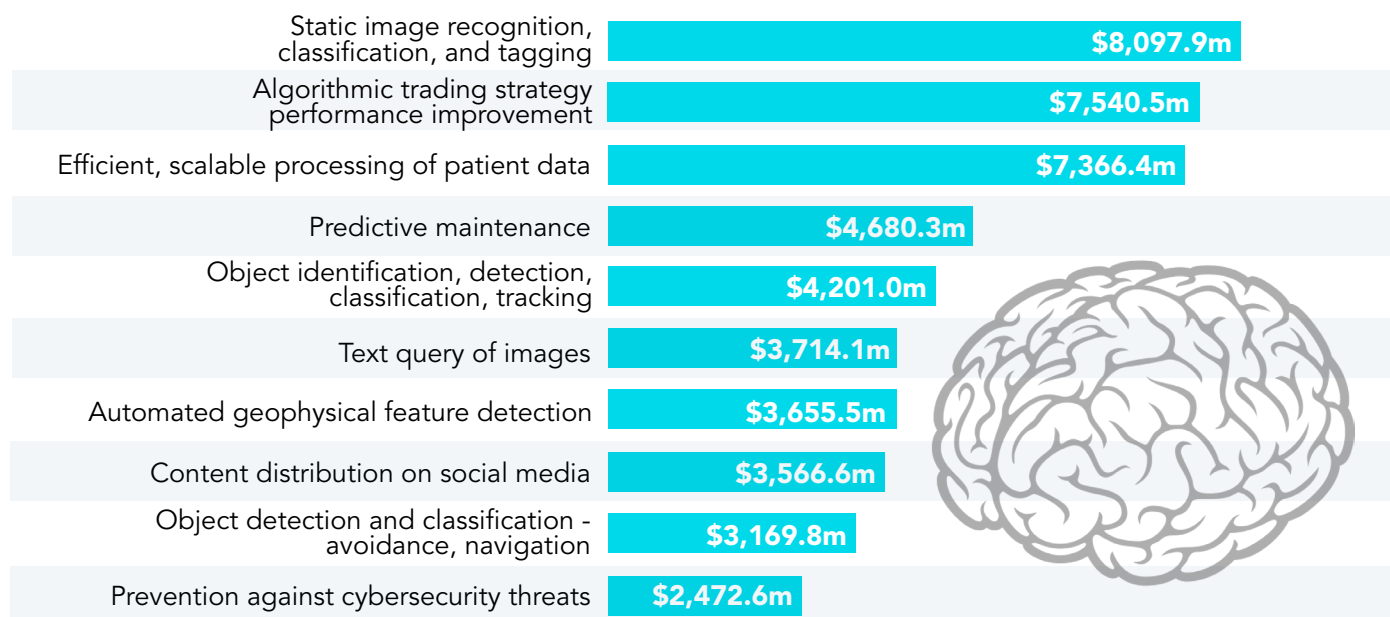 Static image recognition,
classification, and tagging
$8,097.9m
Algorithmic trading strategy
performance improvement
$7,540.5m
Efficient, scalable processing of patient data
$7,366.4m
Predictive maintenance
$4,680.3m
Object identification, detection,
classification, tracking
$4,201.0m
Text query of images
$3,714.1m
Automated geophysical feature detection
$3,655.5m
Content distribution on social media
$3,566.6m
Object detection and classification -
avoidance, navigation
$3,169.8m
Prevention against cybersecurity threats
$2,472.6m